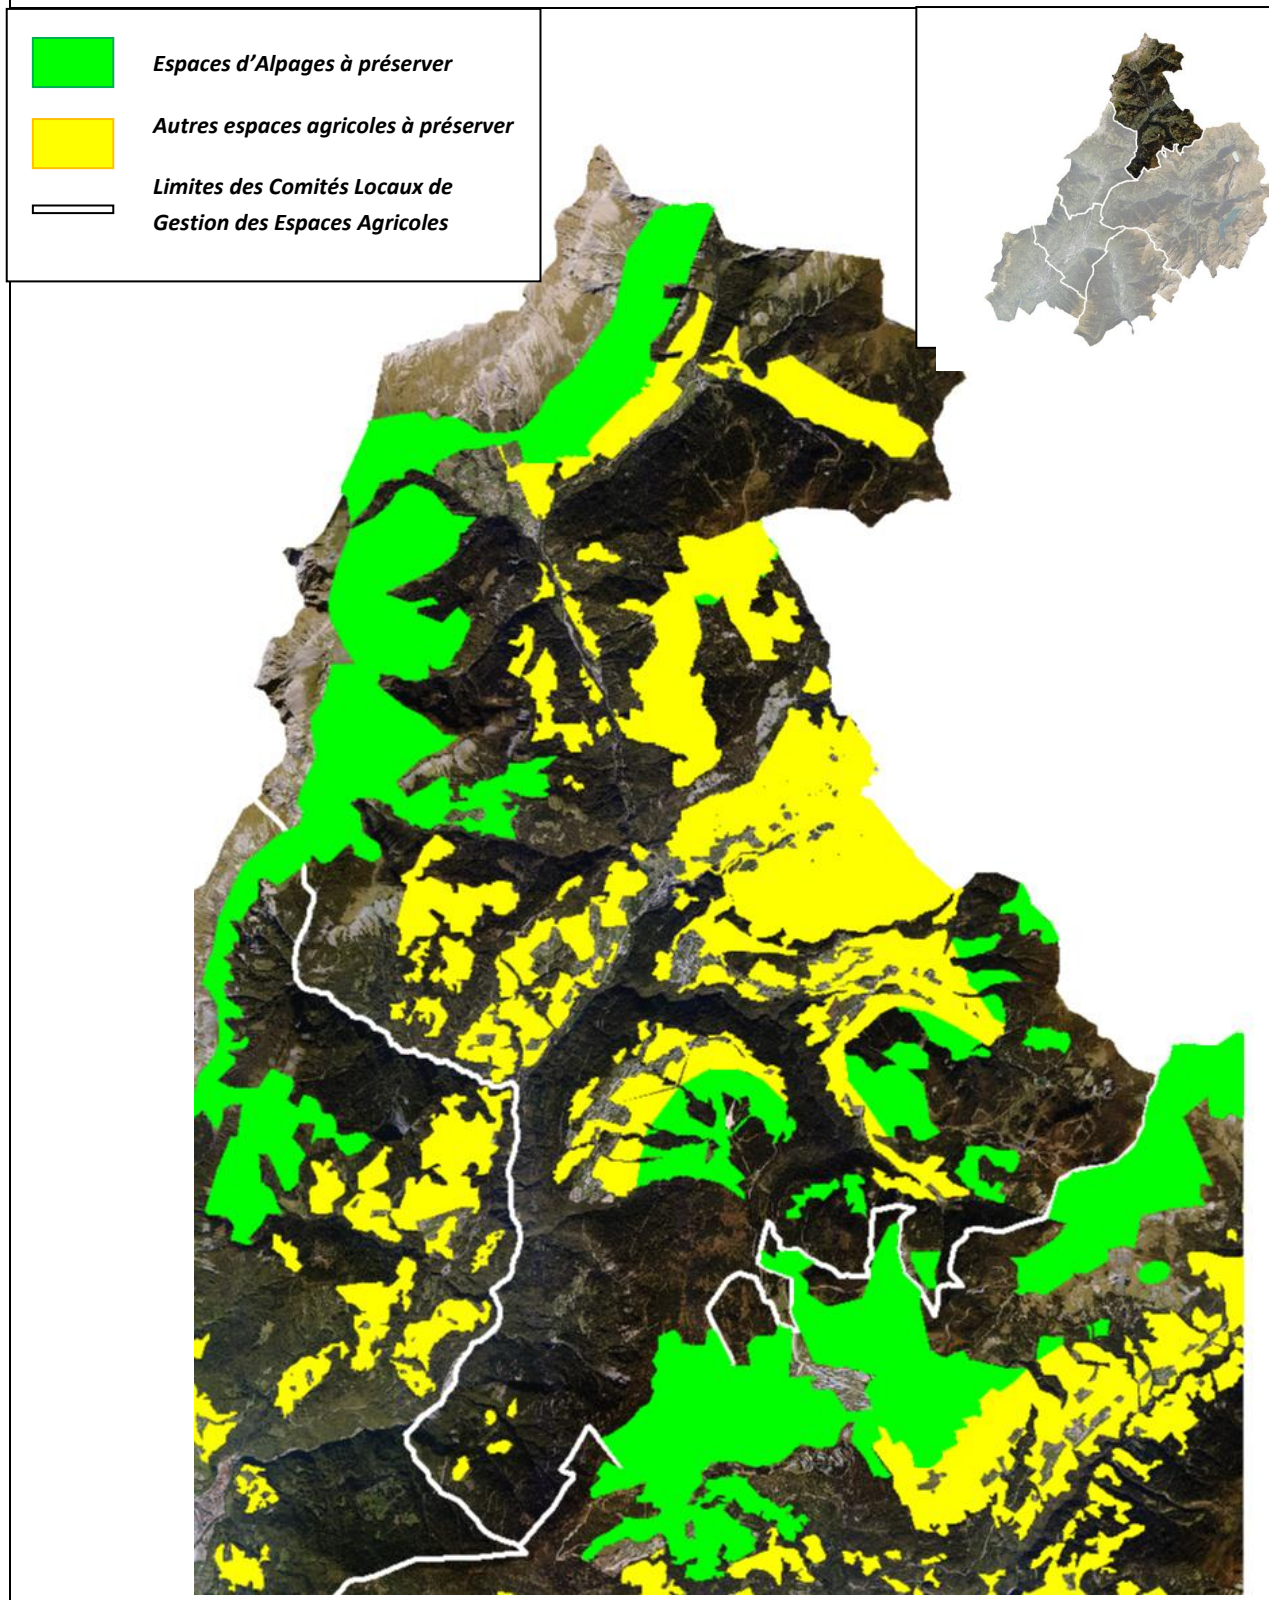 Espaces d'Alpages à préserver
Autres espaces agricoles à préserver
Limites des Comités Locaux de
Gestion des Espaces Agricoles